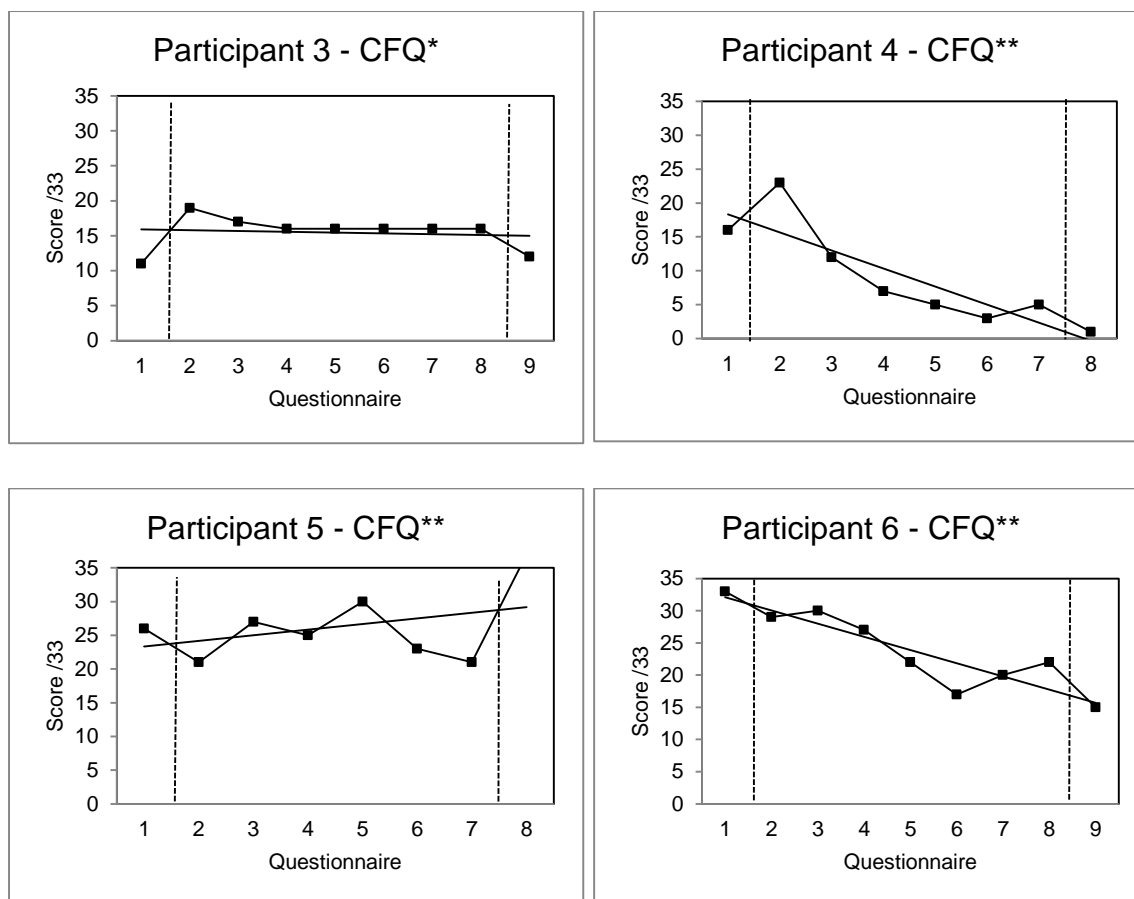 Participant 3 - CFQ*
35
30
25
20
15
10
5
0
Score /33
1 2 3 4 5 6 7 8 9
Questionnaire
Participant 4 - CFQ**
35
30
25
20
15
10
5
0
Score /33
1 2 3 4 5 6 7 8
Questionnaire
Participant 5 - CFQ**
35
30
25
20
15
10
5
0
Score /33
1 2 3 4 5 6 7 8
Questionnaire
Participant 6 - CFQ**
35
30
25
20
15
10
5
0
Score /33
1 2 3 4 5 6 7 8 9
Questionnaire